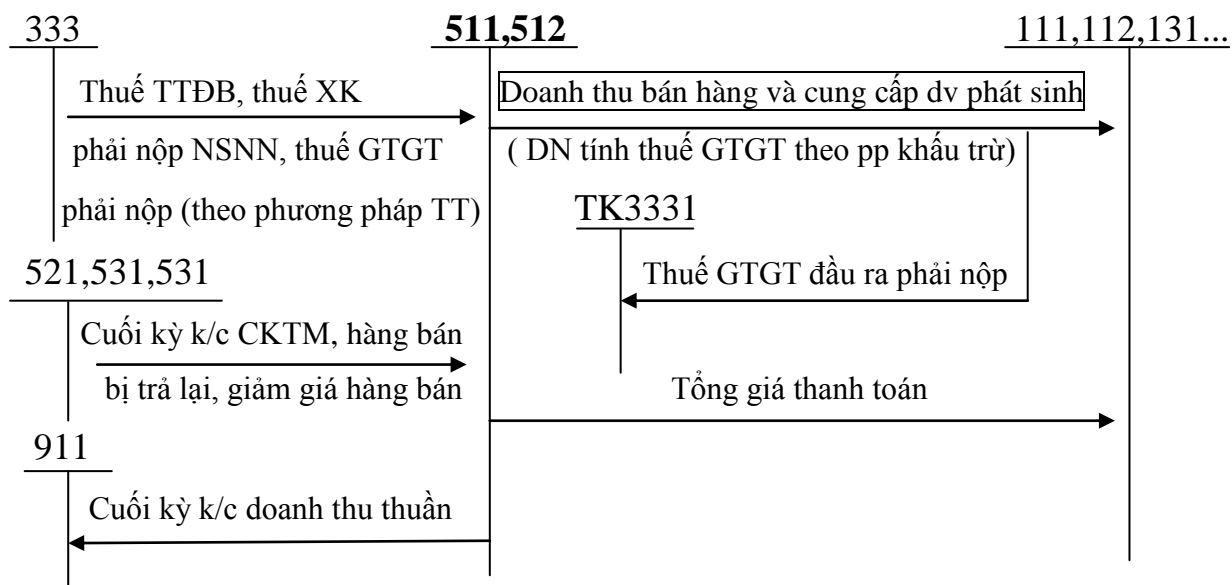 333
511,512
111,112,131...
Thuế TTĐB, thuế XK
Doanh thu bán hàng và cung cấp dv phát sinh
phải nộp NSNN, thuế GTGT
( DN tính thuế GTGT theo pp khấu trừ)
phải nộp (theo phương pháp TT)
TK3331
521,531,531
Thuế GTGT đầu ra phải nộp
Cuối kỳ k/c CKTM, hàng bán
bị trả lại, giảm giá hàng bán
Tổng giá thanh toán
911
Cuối kỳ k/c doanh thu thuần